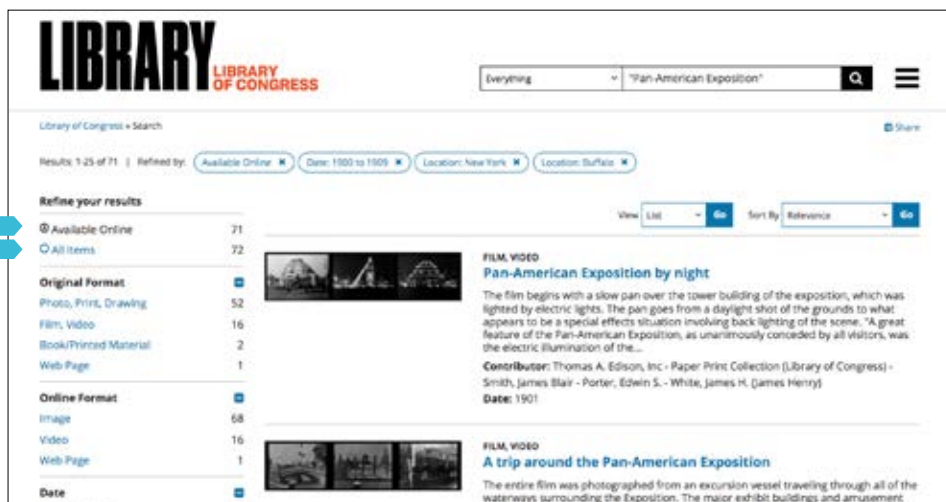 LIBRARY
LIBRARY
OF CONGRESS
Everything
"Pan-American Exposition"
Library of Congress » Search
Share
Results: 1-25 of 71 | Refined by: Available Online Date: 1900 to 1909 Location: New York Location: Buffalo
Refine your results
View List Go Sort By Relevance Go
Available Online 71
All Items 72
Original Format
Photo, Print, Drawing 52
Film, Video 16
Book/Printed Material 2
Web Page 1
Online Format
Image 68
Video 16
Web Page 1
Date
FILM, VIDEO
Pan-American Exposition by night
The film begins with a slow pan over the tower building of the exposition, which was
lighted by electric lights. The pan goes from a daylight shot of the grounds to what
appears to be a special effects situation involving back lighting of the scene. "A great
feature of the Pan-American Exposition, as unanimously conceded by all visitors, was
the electric illumination of the...
Contributor: Thomas A. Edison, Inc - Paper Print Collection (Library of Congress) -
Smith, James Blair - Porter, Edwin S. - White, James H. (James Henry)
Date: 1901
FILM, VIDEO
A trip around the Pan-American Exposition
The entire film was photographed from an excursion vessel traveling through all of the
waterways surrounding the Exposition. The major exhibit buildings and amusement